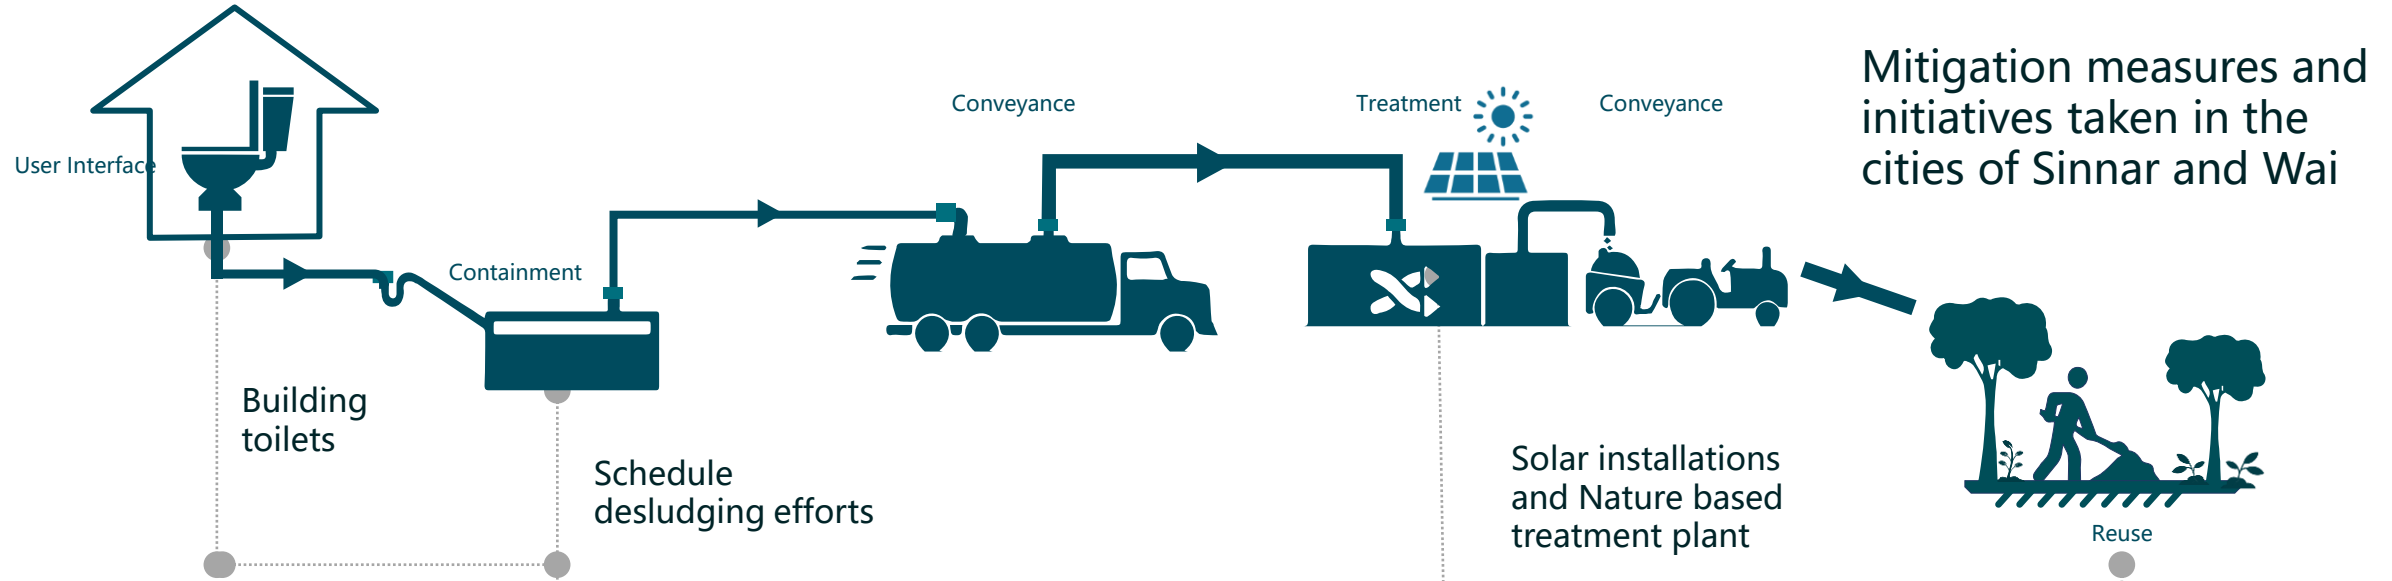 Mitigation measures and
initiatives taken in the
cities of Sinnar and Wai
User Interface
Containment
Conveyance
Treatment
Conveyance
Building
toilets
Schedule
desludging efforts
Solar installations
and Nature based
treatment plant
Reuse